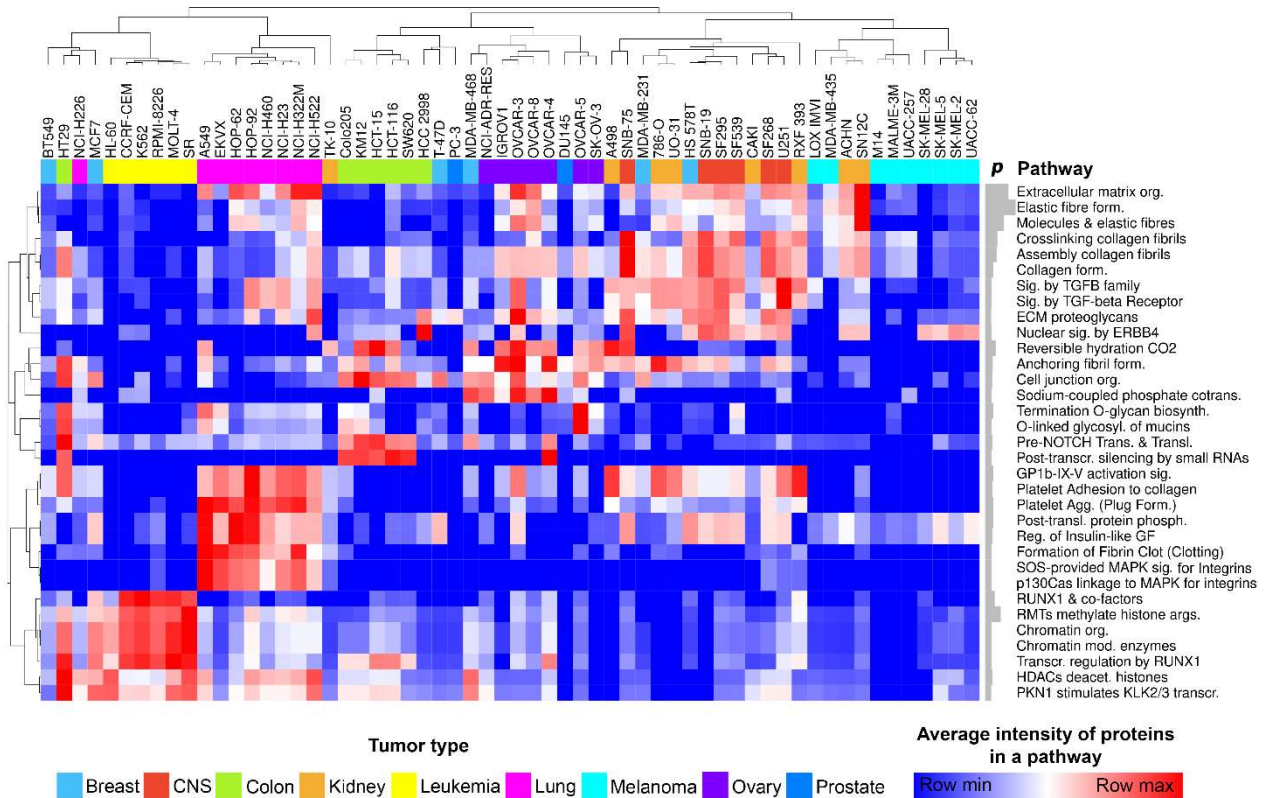 BT549
HT29
NCI-H226
MCF7
HL-60
CCRF-CEM
K562
RPMI-8226
MOLT-4
SR
A549
EKVX
HOP-62
HOP-92
NCI-H460
NCI-H23
NCI-H322M
NCI-H522
TK-10
Colo205
KM12
HCT-15
HCT-116
SW620
HCC 2998
T-47D
PC-3
MDA-MB-468
NCI-ADR-RES
IGROV1
OVCAR-3
OVCAR-8
OVCAR-4
DU145
OVCAR-5
SK-OV-3
A498
SNB-75
MDA-MB-231
786-O
UO-31
HS 578T
SNB-19
SF295
SF539
CAKI
SF268
U251
RXF 393
LOX IMVI
MDA-MB-435
ACHN
SN12C
M14
MALME-3M
UACC-257
SK-MEL-28
SK-MEL-5
SK-MEL-2
UACC-62
p Pathway
Extracellular matrix org.
Elastic fibre form.
Molecules & elastic fibres
Crosslinking collagen fibrils
Assembly collagen fibrils
Collagen form.
Sig. by TGFB family
Sig. by TGF-beta Receptor
ECM proteoglycans
Nuclear sig. by ERBB4
Reversible hydration CO2
Anchoring fibril form.
Cell junction org.
Sodium-coupled phosphate cotrans.
Termination O-glycan biosynth.
O-linked glycosyl. of mucins
Pre-NOTCH Trans. & Transl.
Post-transcr. silencing by small RNAs
GP1b-IX-V activation sig.
Platelet Adhesion to collagen
Platelet Agg. (Plug Form.)
Post-transl. protein phosph.
Reg. of Insulin-like GF
Formation of Fibrin Clot (Clotting)
SOS-provided MAPK sig. for Integrins
p130Cas linkage to MAPK for integrins
RUNX1 & co-factors
RMTs methylate histone args.
Chromatin org.
Chromatin mod. enzymes
Transcr. regulation by RUNX1
HDACs deacet. histones
PKN1 stimulates KLK2/3 transcr.
Tumor type
Breast CNS Colon Kidney Leukemia Lung Melanoma Ovary Prostate
Average intensity of proteins
in a pathway
Row min Row max